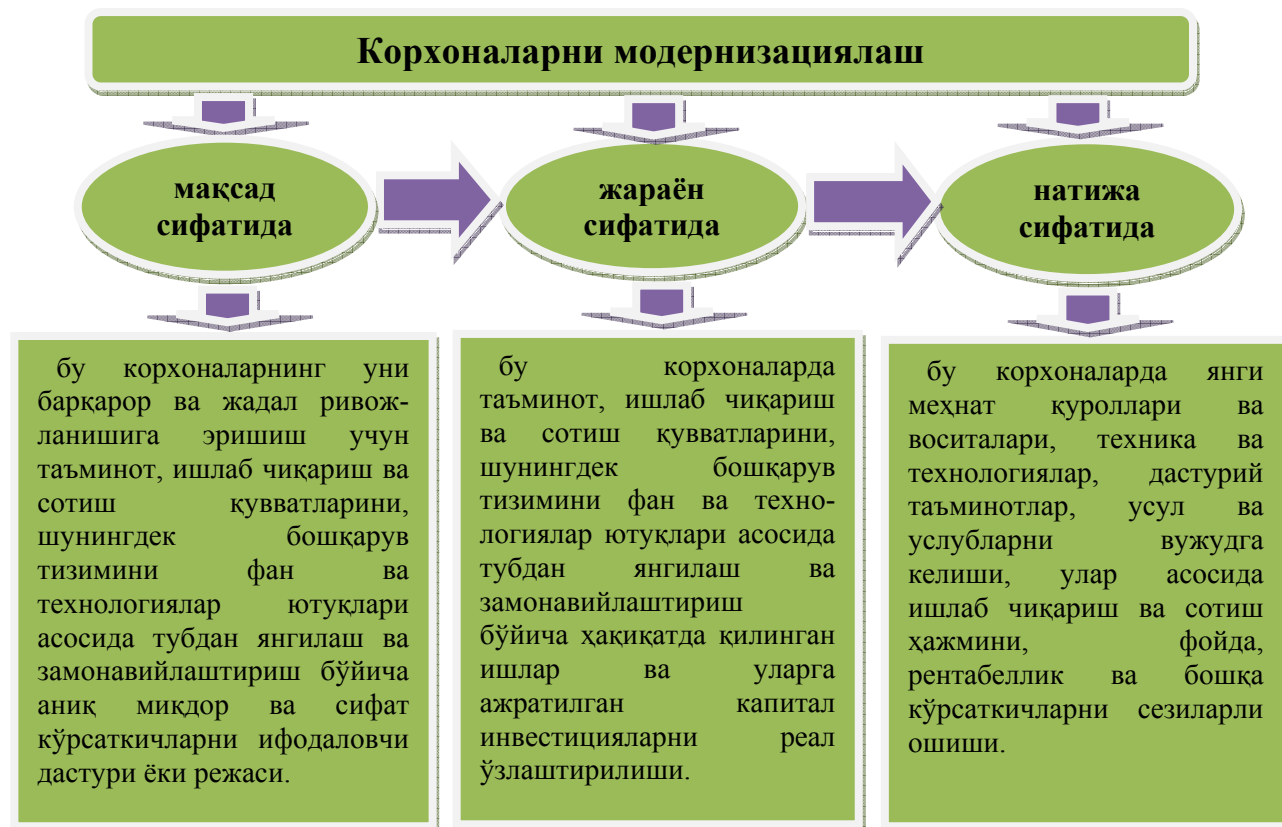 Корхоналарни модернизациялаш
мақсад
сифатида
жараён
сифатида
натижа
сифатида
бу корхоналарнинг уни
барқарор ва жадал ривож-
ланишига эришиш учун
таъминот, ишлаб чиқариш ва
сотиш қувватларини,
шунингдек бошқарув
тизимини фан ва
технологиялар ютуқлари
асосида тубдан янгилаш ва
замонавийлаштириш бўйича
аниқ миқдор ва сифат
кўрсаткичларни ифодаловчи
дастури ёки режаси.
бу корхоналарда
таъминот, ишлаб чиқариш
ва сотиш қувватларини,
шунингдек бошқарув
тизимини фан ва техно-
логиялар ютуқлари асосида
тубдан янгилаш ва
замонавийлаштириш
бўйича ҳақиқатда қилинган
ишлар ва уларга
ажратилган капитал
инвестицияларни реал
ўзлаштирилиши.
бу корхоналарда янги
меҳнат қуроллари ва
воситалари, техника ва
технологиялар, дастурий
таъминотлар, усул ва
услубларни вужудга
келиши, улар асосида
ишлаб чиқариш ва сотиш
ҳажмини, фойда,
рентабеллик ва бошқа
кўрсаткичларни сезиларли
ошиши.